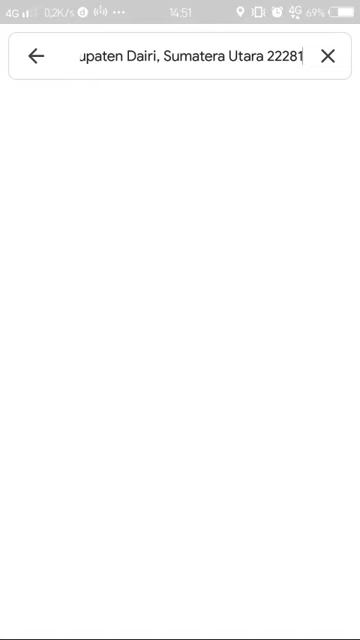 4G 0,2K/s 14:51 4G 69%
upaten Dairi, Sumatera Utara 22281